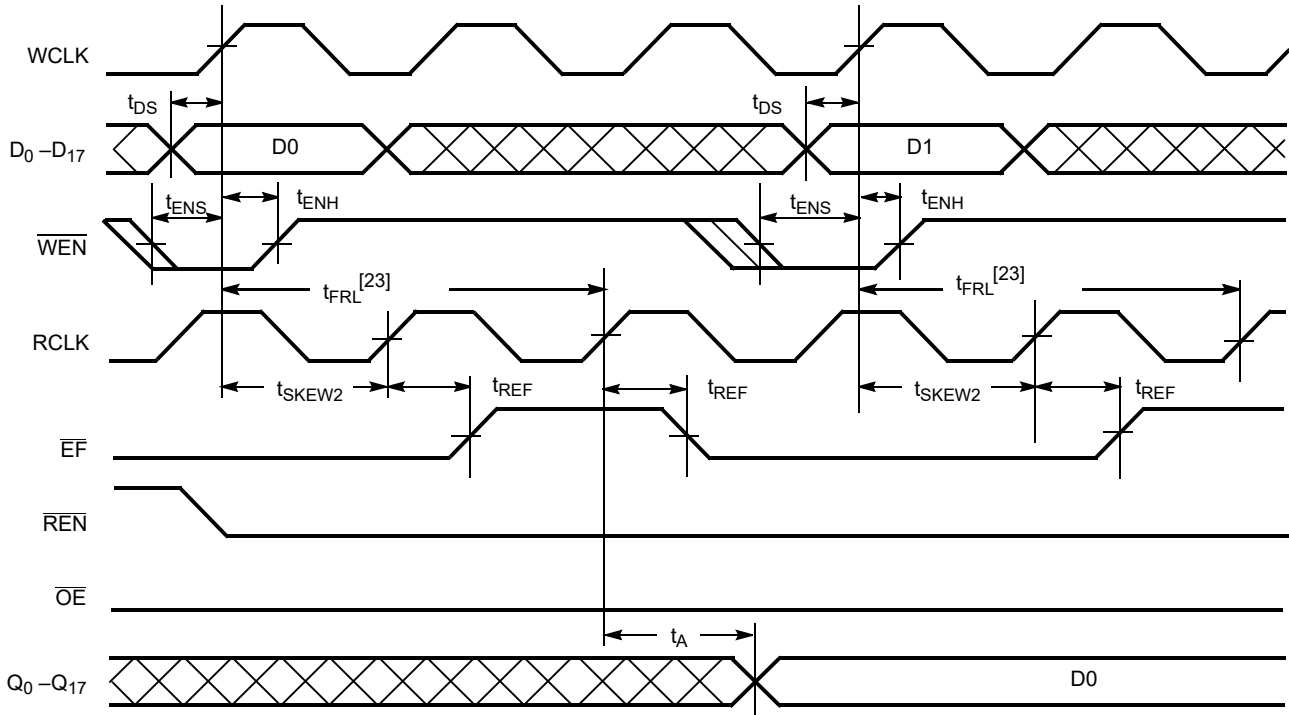 WCLK
tDS tDS
D0 –D17 D0 D1
tENS tENH tENS tENH
WEN
tFRL[23] tFRL[23]
RCLK
tSKEW2 tREF tREF tSKEW2 tREF
EF
REN
OE
tA
Q0 –Q17 D0